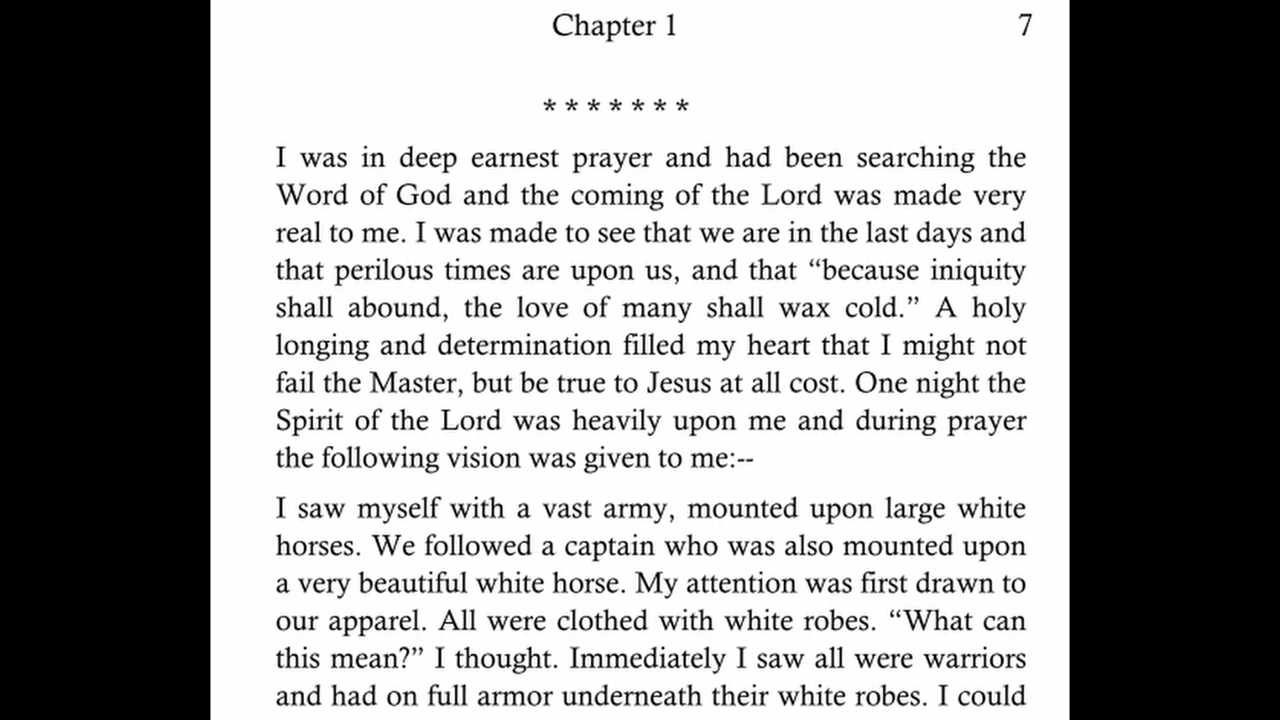 Chapter 1 7
* * * * * * *
I was in deep earnest prayer and had been searching the
Word of God and the coming of the Lord was made very
real to me. I was made to see that we are in the last days and
that perilous times are upon us, and that “because iniquity
shall abound, the love of many shall wax cold.” A holy
longing and determination filled my heart that I might not
fail the Master, but be true to Jesus at all cost. One night the
Spirit of the Lord was heavily upon me and during prayer
the following vision was given to me:--
I saw myself with a vast army, mounted upon large white
horses. We followed a captain who was also mounted upon
a very beautiful white horse. My attention was first drawn to
our apparel. All were clothed with white robes. “What can
this mean?” I thought. Immediately I saw all were warriors
and had on full armor underneath their white robes. I could